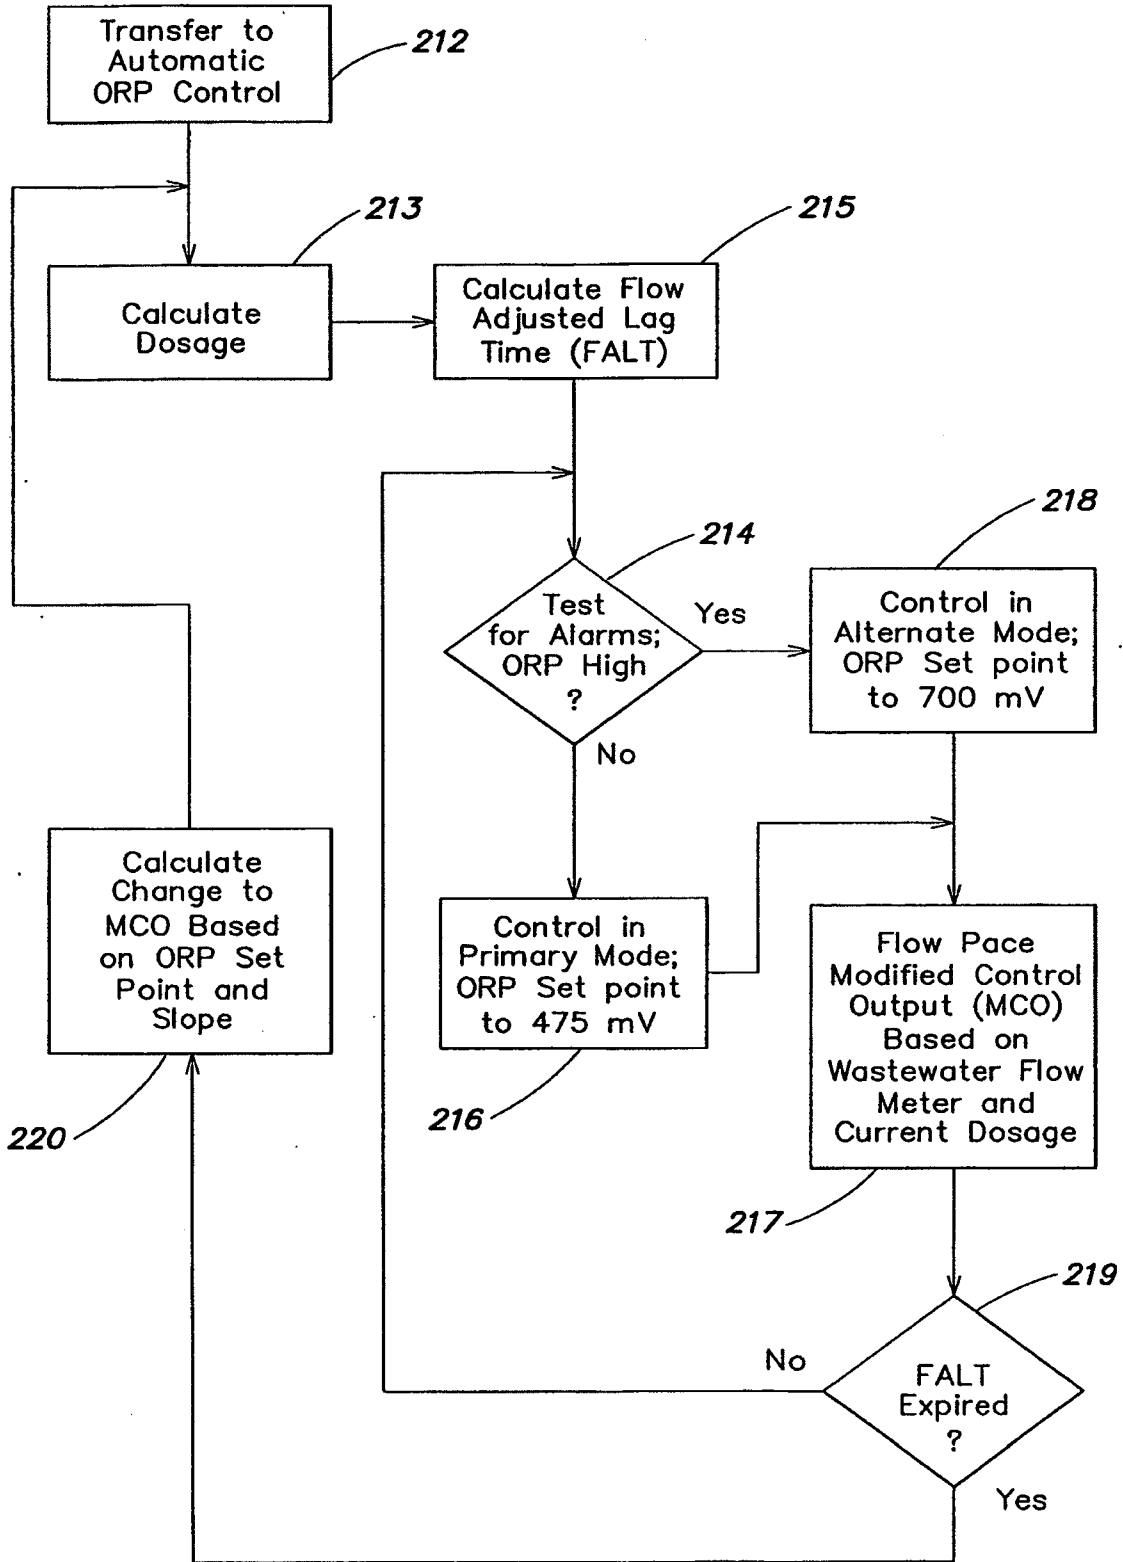 Transfer to
Automatic
ORP Control
212
213
Calculate
Dosage
215
Calculate Flow
Adjusted Lag
Time (FALT)
214
Test
for Alarms;
ORP High
?
Yes
No
218
Control in
Alternate Mode;
ORP Set point
to 700 mV
Control in
Primary Mode;
ORP Set point
to 475 mV
216
Flow Pace
Modified Control
Output (MCO)
Based on
Wastewater Flow
Meter and
Current Dosage
217
219
FALT
Expired
?
No
Yes
Calculate
Change to
MCO Based
on ORP Set
Point and
Slope
220